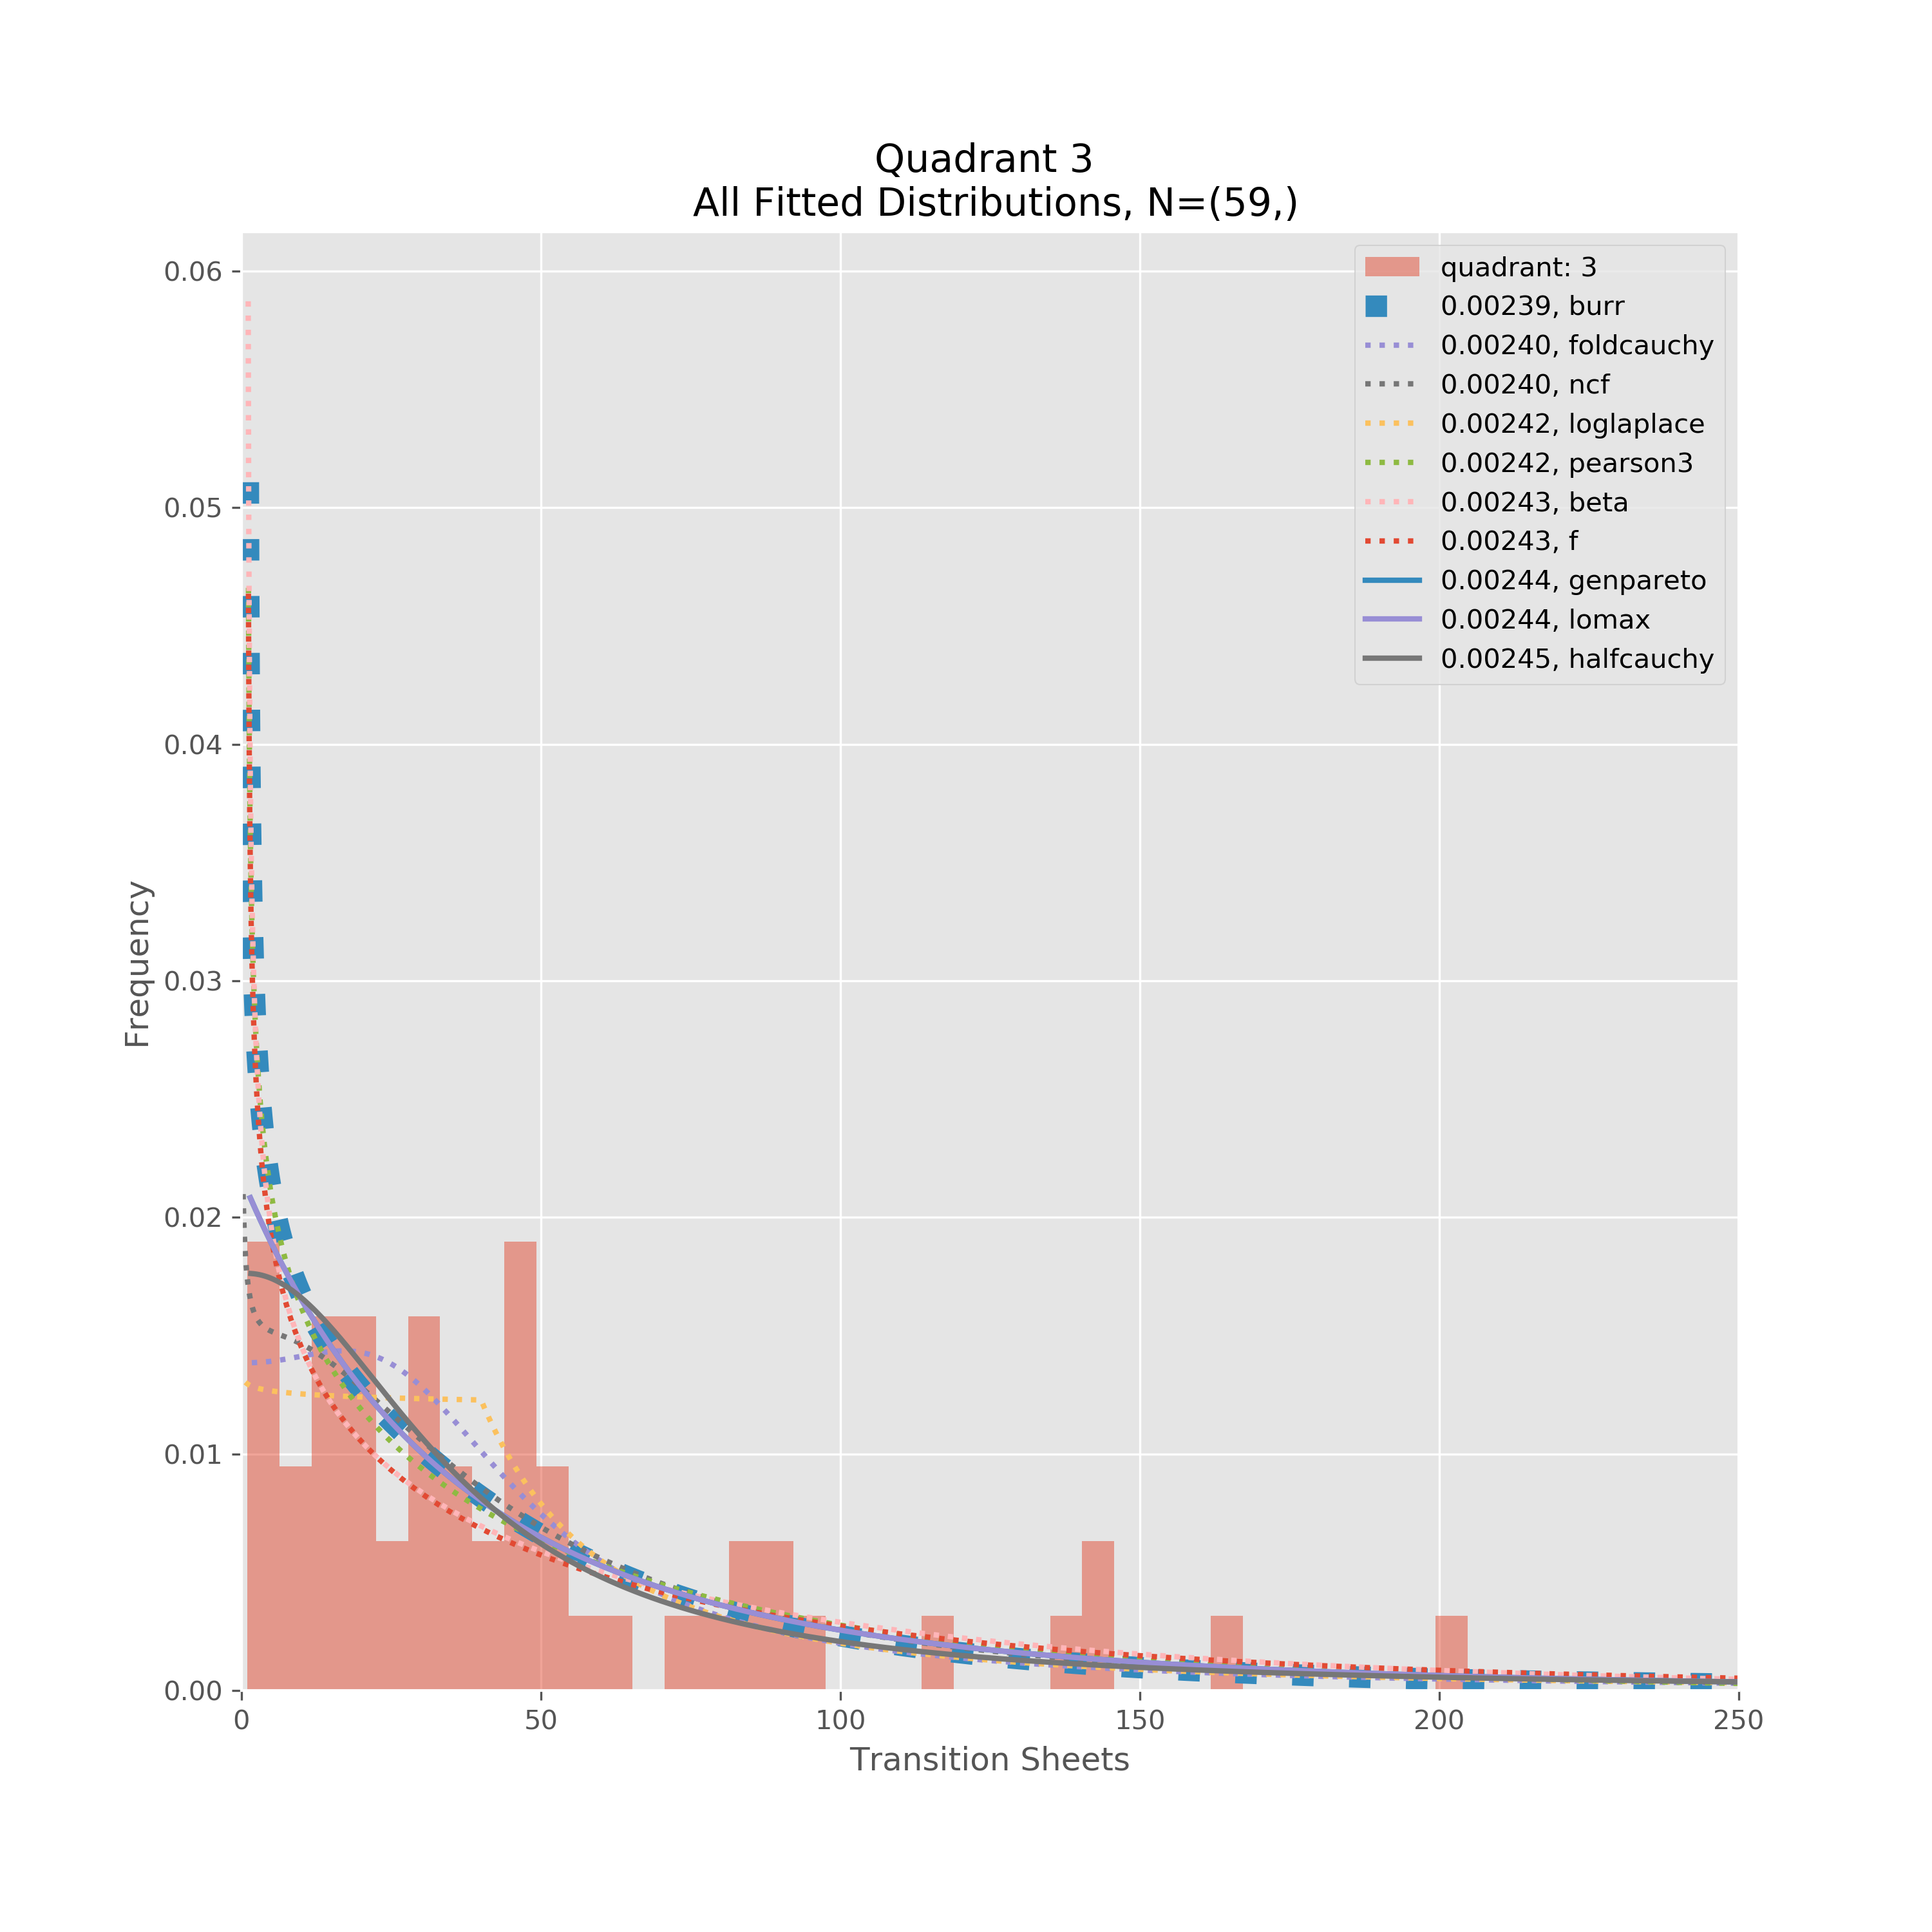 Quadrant 3
All Fitted Distributions, N=(59,)
0.06
0.05
0.04
0.03
0.02
0.01
0.00
Frequency
quadrant: 3
0.00239, burr
0.00240, foldcauchy
0.00240, ncf
0.00242, loglaplace
0.00242, pearson3
0.00243, beta
0.00243, f
0.00244, genpareto
0.00244, lomax
0.00245, halfcauchy
0 50 100 150 200 250
Transition Sheets